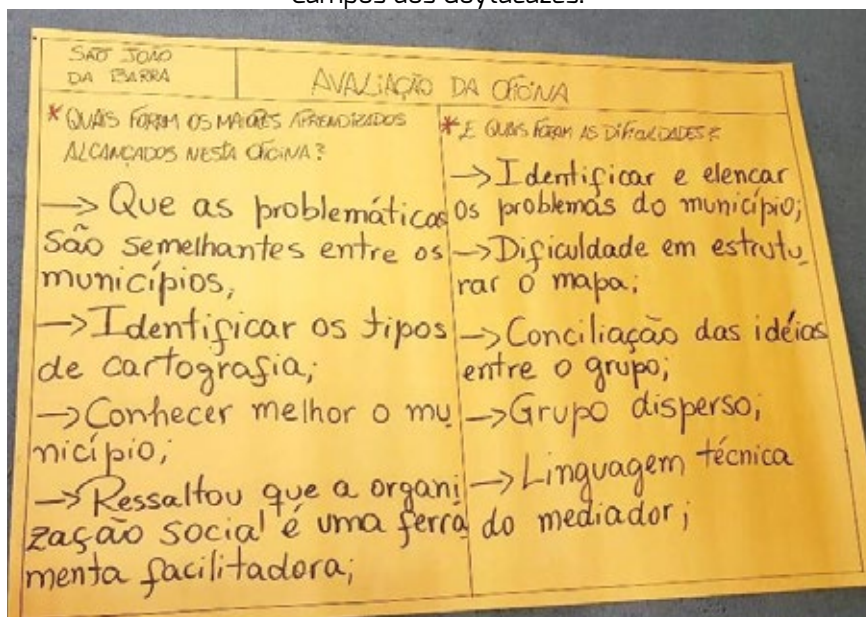 Campos dos Goytacazes.
SÃO JOÃO
DA BARRA
AVALIAÇÃO DA OFICINA
* QUAIS FORAM OS MAIORES APRENDIZADOS
ALCANÇADOS NESTA OFICINA?
→ Que as problemáticas
são semelhantes entre os
municípios;
→ Identificar os tipos
de cartografia;
→ Conhecer melhor o mu
nicípio;
→ Ressaltou que a organi
zação social é uma ferra
menta facilitadora;
* E QUAIS FORAM AS DIFICULDADES?
→ Identificar e elencar
os problemas do município;
→ Dificuldade em estrutu
rar o mapa;
→ Conciliação das idéias
entre o grupo;
→ Grupo disperso;
→ Linguagem técnica
do mediador;